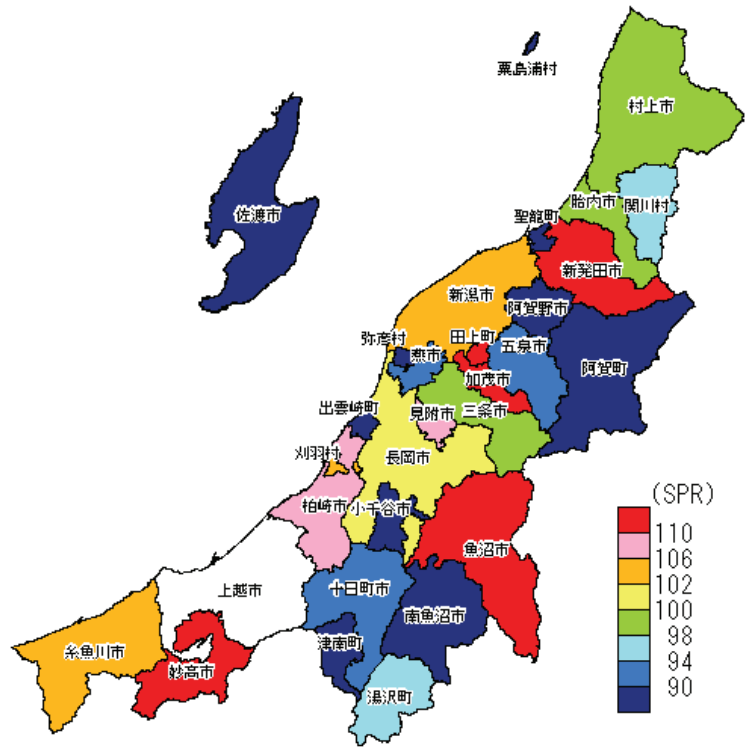 粟島浦村
村上市
佐渡市
胎内市
関川村
聖籠町
新発田市
新潟市
阿賀野市
弥彦村
田上町
五泉市
燕市
阿賀町
加茂市
出雲崎町
見附市
三条市
刈羽村
長岡市
(SPR)
柏崎市
小千谷市
110
魚沼市
106
102
上越市
十日町市
100
南魚沼市
98
糸魚川市
津南町
94
妙高市
湯沢町
90